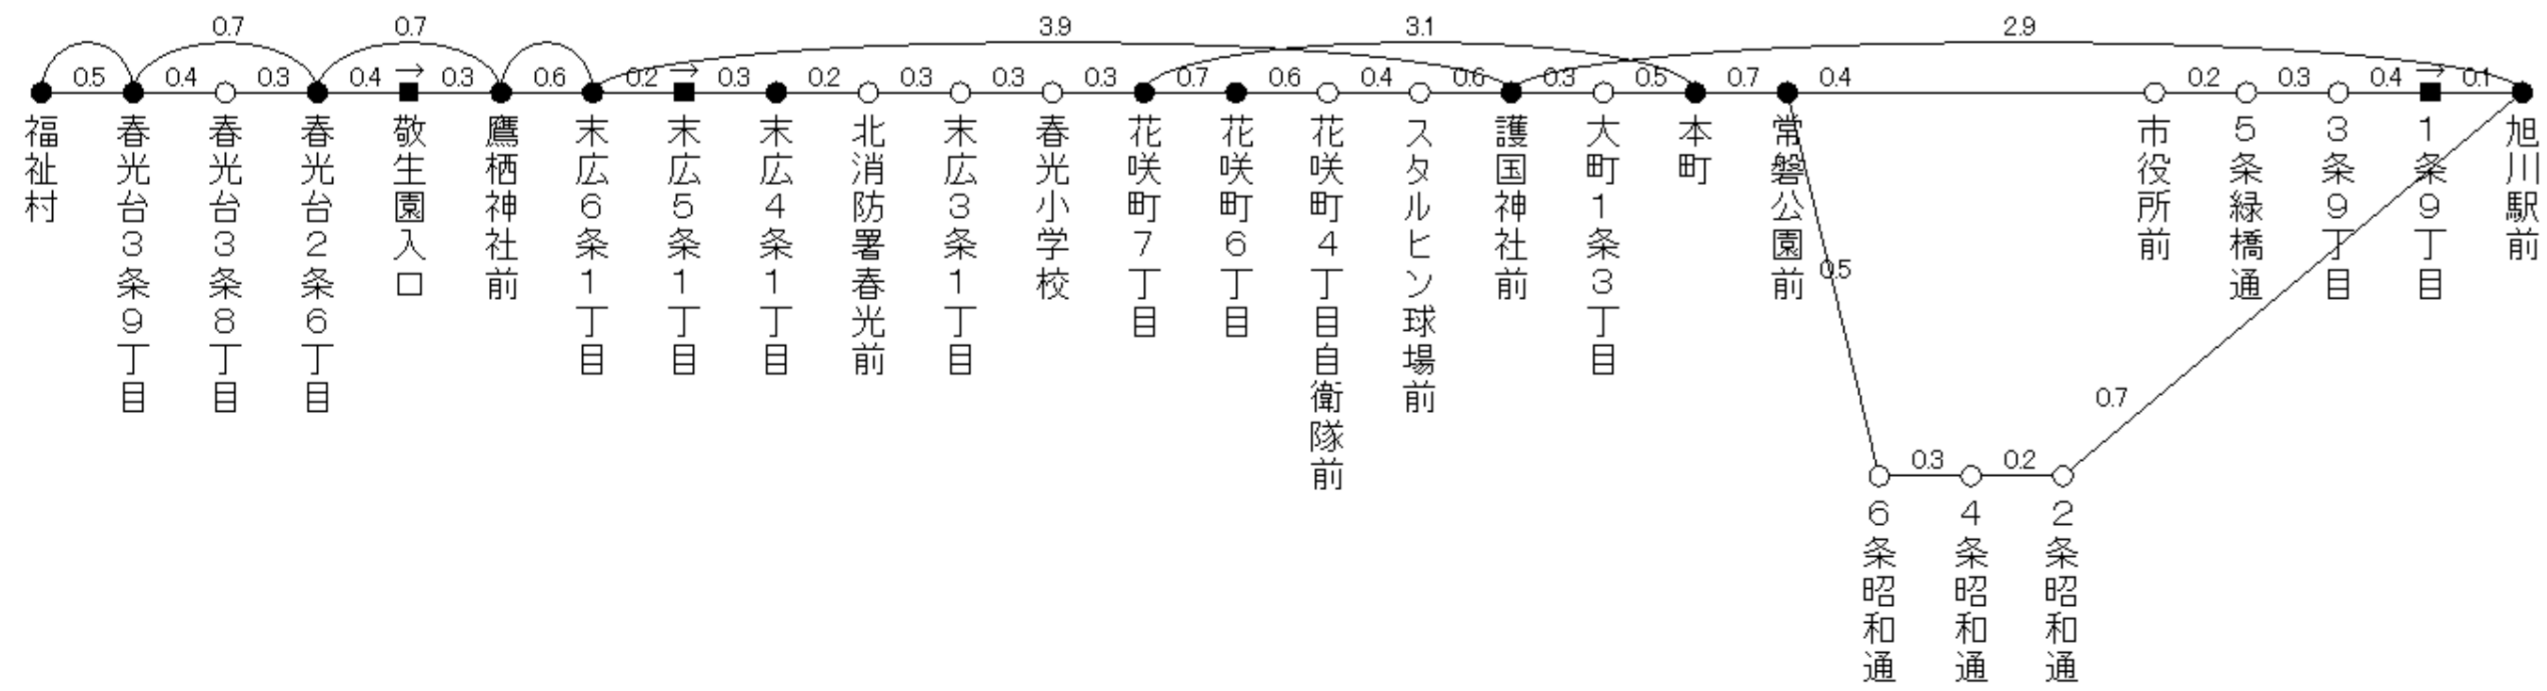 0.7 0.7 3.9 3.1 2.9
0.5 0.4 0.3 0.4 → 0.3 0.6 0.2 → 0.3 0.2 0.3 0.3 0.3 0.7 0.6 0.4 0.6 0.3 0.5 0.7 0.4 0.2 0.3 0.4 → 0.1
福祉村
春光台3条9丁目
春光台3条8丁目
春光台2条6丁目
敬生園入口
鷹栖神社前
末広6条1丁目
末広5条1丁目
末広4条1丁目
北消防署春光前
末広3条1丁目
春光小学校
花咲町7丁目
花咲町6丁目
花咲町4丁目自衛隊前
スタルヒン球場前
護国神社前
大町1条3丁目
本町
常磐公園前
市役所前
5条緑橋通
3条9丁目
1条9丁目
旭川駅前
0.5
0.7
0.3 0.2
6条昭和通
4条昭和通
2条昭和通